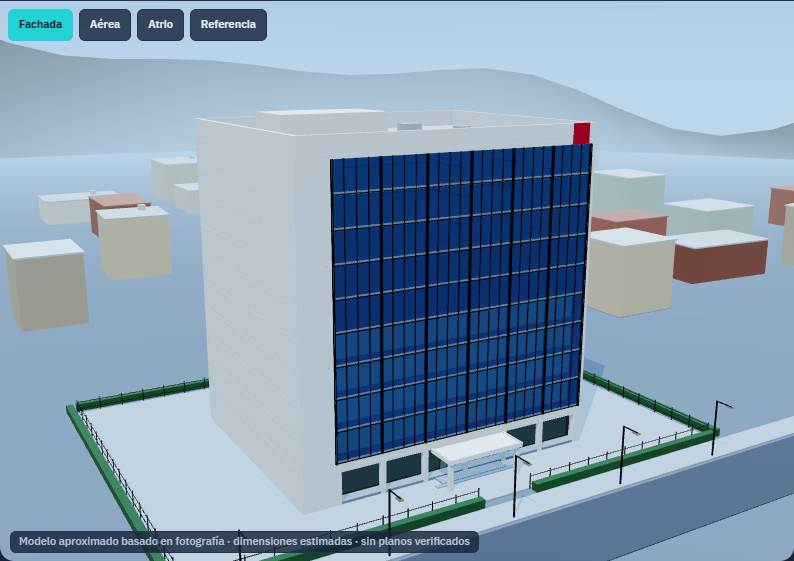 Fachada
Aérea
Atrio
Referencia
Modelo aproximado basado en fotografía · dimensiones estimadas · sin planos verificados